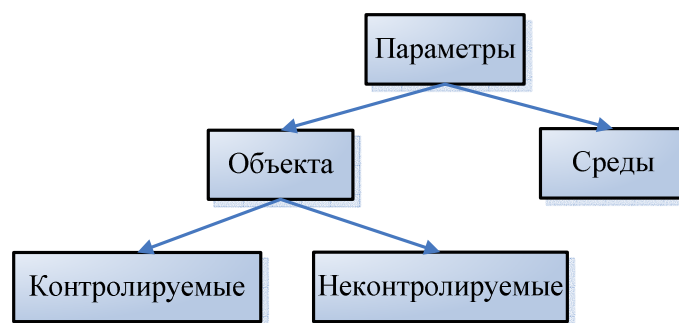 Параметры
Объекта
Среды
Контролируемые
Неконтролируемые